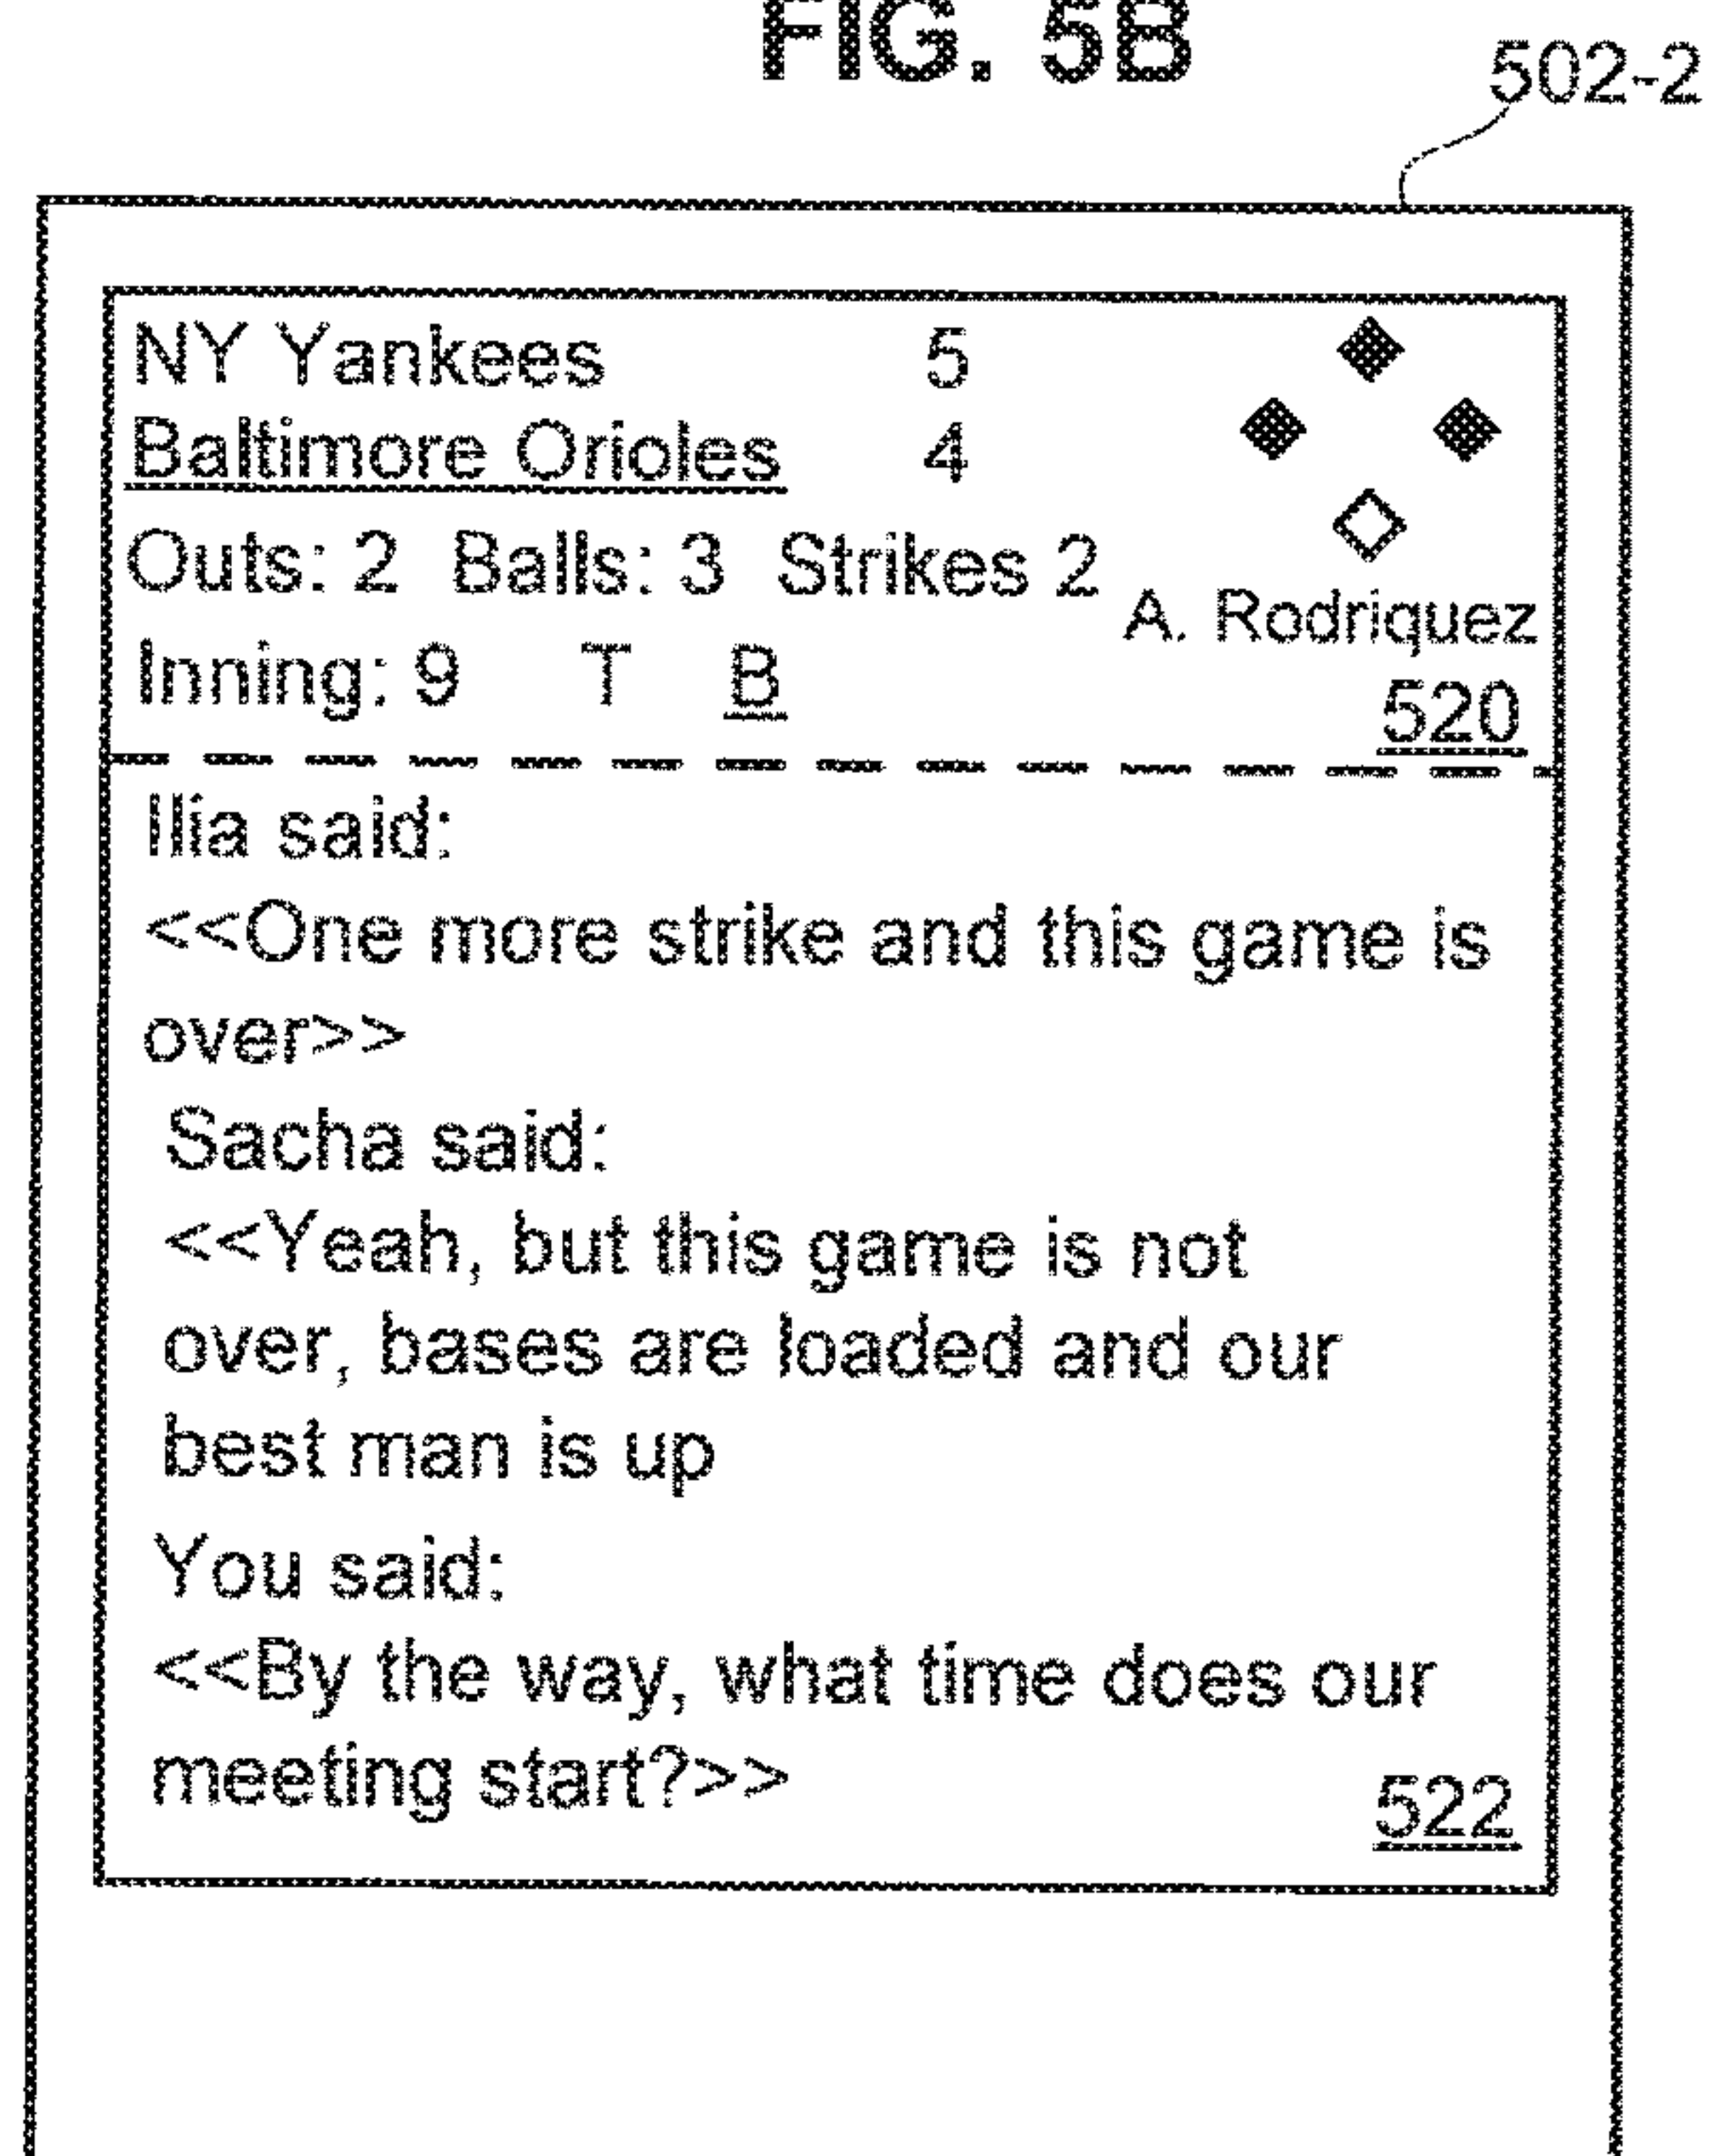 FIG. 5B
502-2
NY Yankees 5
Baltimore Orioles 4
Outs: 2 Balls: 3 Strikes 2
A. Rodriquez
Inning: 9 T B
520
Ilia said:
<<One more strike and this game is
over>>
Sacha said:
<<Yeah, but this game is not
over, bases are loaded and our
best man is up
You said:
<<By the way, what time does our
meeting start?>>
522